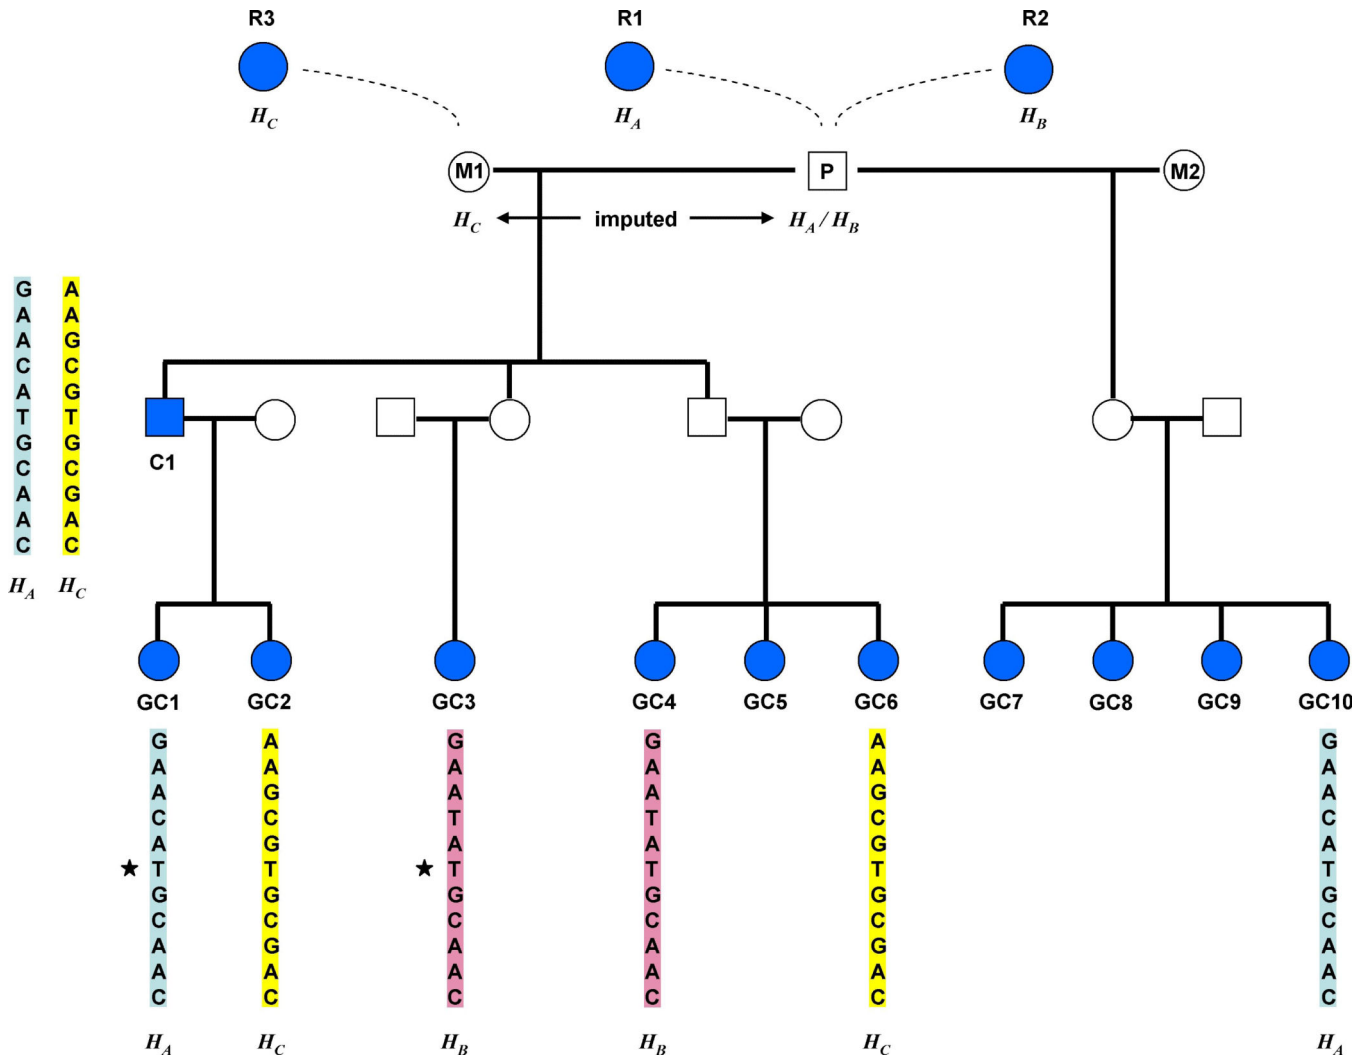 R3 R1 R2
H_C H_A H_B
M1 P M2
H_C imputed H_A / H_B
G A
A A
A G
C C
A G
T T
G G
C C
A G
A A
C C
H_A H_C
C1
GC1 GC2 GC3 GC4 GC5 GC6 GC7 GC8 GC9 GC10
G A G G A G
A A A A A A
A G A A G A
C C T T C C
A G A A G A
★ T T ★ T T T T
G G G G G G
C C C C C C
A G A A G A
A A A A A A
C C C C C C
H_A H_C H_B H_B H_C H_A